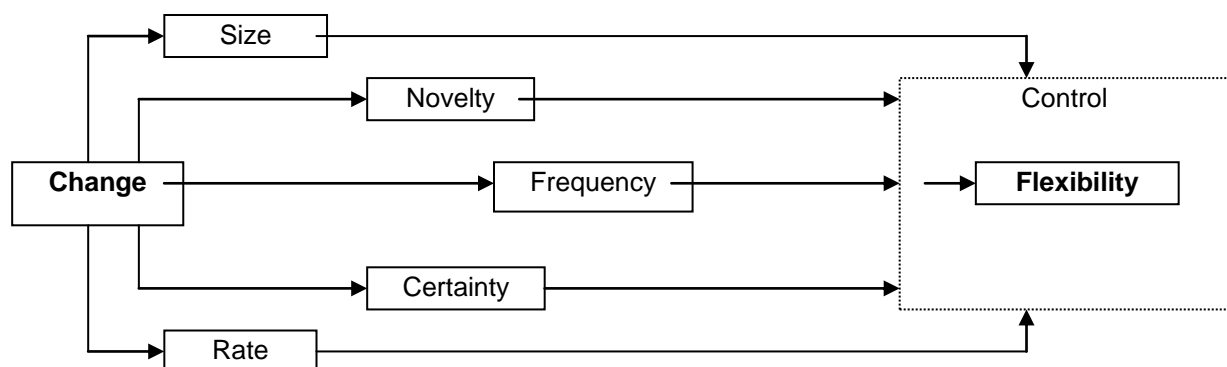 Size
Novelty
Control
Change
Frequency
Flexibility
Certainty
Rate